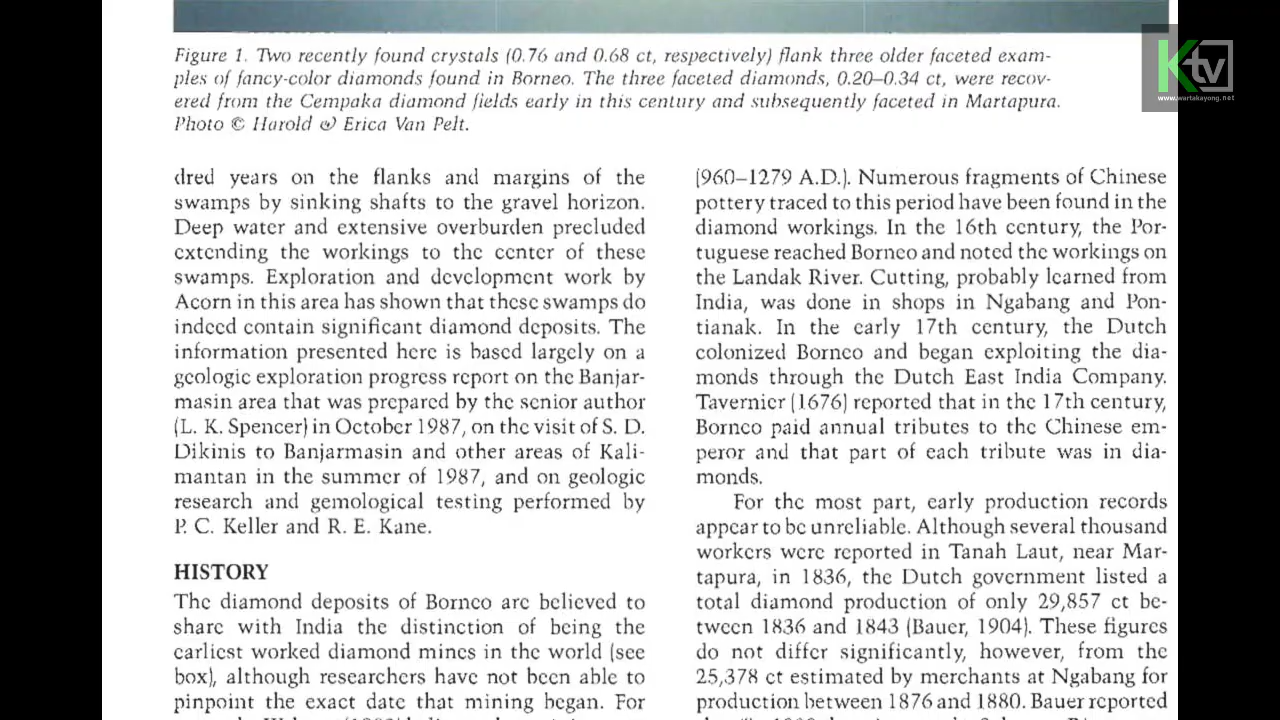 Figure 1. Two recently found crystals (0.76 and 0.68 ct, respectively) flank three older faceted exam-
ples of fancy-color diamonds found in Borneo. The three faceted diamonds, 0.20–0.34 ct, were recov-
ered from the Cempaka diamond fields early in this century and subsequently faceted in Martapura.
Photo © Harold & Erica Van Pelt.
Ktv
www.wartakayong.net
dred years on the flanks and margins of the
swamps by sinking shafts to the gravel horizon.
Deep water and extensive overburden precluded
extending the workings to the center of these
swamps. Exploration and development work by
Acorn in this area has shown that these swamps do
indeed contain significant diamond deposits. The
information presented here is based largely on a
geologic exploration progress report on the Banjar-
masin area that was prepared by the senior author
(L. K. Spencer) in October 1987, on the visit of S. D.
Dikinis to Banjarmasin and other areas of Kali-
mantan in the summer of 1987, and on geologic
research and gemological testing performed by
P. C. Keller and R. E. Kane.
HISTORY
The diamond deposits of Borneo are believed to
share with India the distinction of being the
earliest worked diamond mines in the world (see
box), although researchers have not been able to
pinpoint the exact date that mining began. For
(960–1279 A.D.). Numerous fragments of Chinese
pottery traced to this period have been found in the
diamond workings. In the 16th century, the Por-
tuguese reached Borneo and noted the workings on
the Landak River. Cutting, probably learned from
India, was done in shops in Ngabang and Pon-
tianak. In the early 17th century, the Dutch
colonized Borneo and began exploiting the dia-
monds through the Dutch East India Company.
Tavernier (1676) reported that in the 17th century,
Borneo paid annual tributes to the Chinese em-
peror and that part of each tribute was in dia-
monds.
For the most part, early production records
appear to be unreliable. Although several thousand
workers were reported in Tanah Laut, near Mar-
tapura, in 1836, the Dutch government listed a
total diamond production of only 29,857 ct be-
tween 1836 and 1843 (Bauer, 1904). These figures
do not differ significantly, however, from the
25,378 ct estimated by merchants at Ngabang for
production between 1876 and 1880. Bauer reported